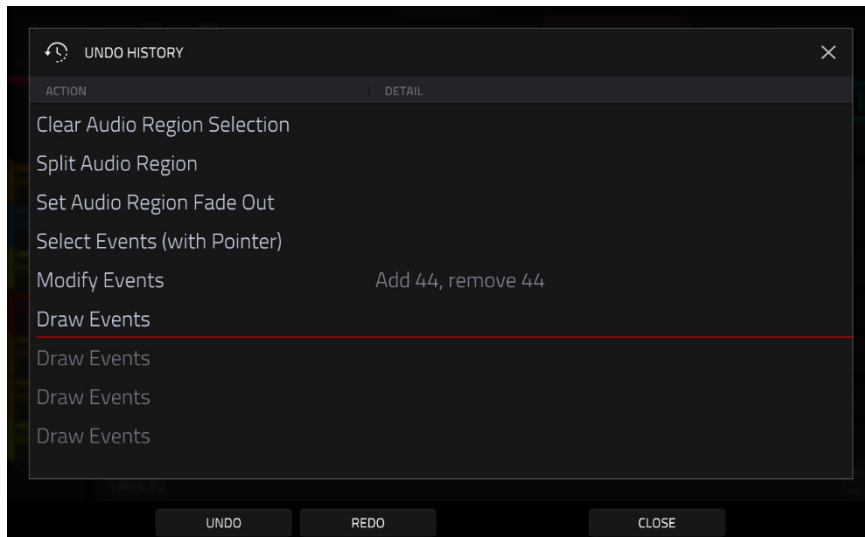 UNDO HISTORY
ACTION DETAIL
Clear Audio Region Selection
Split Audio Region
Set Audio Region Fade Out
Select Events (with Pointer)
Modify Events Add 44, remove 44
Draw Events
Draw Events
Draw Events
Draw Events
UNDO REDO CLOSE